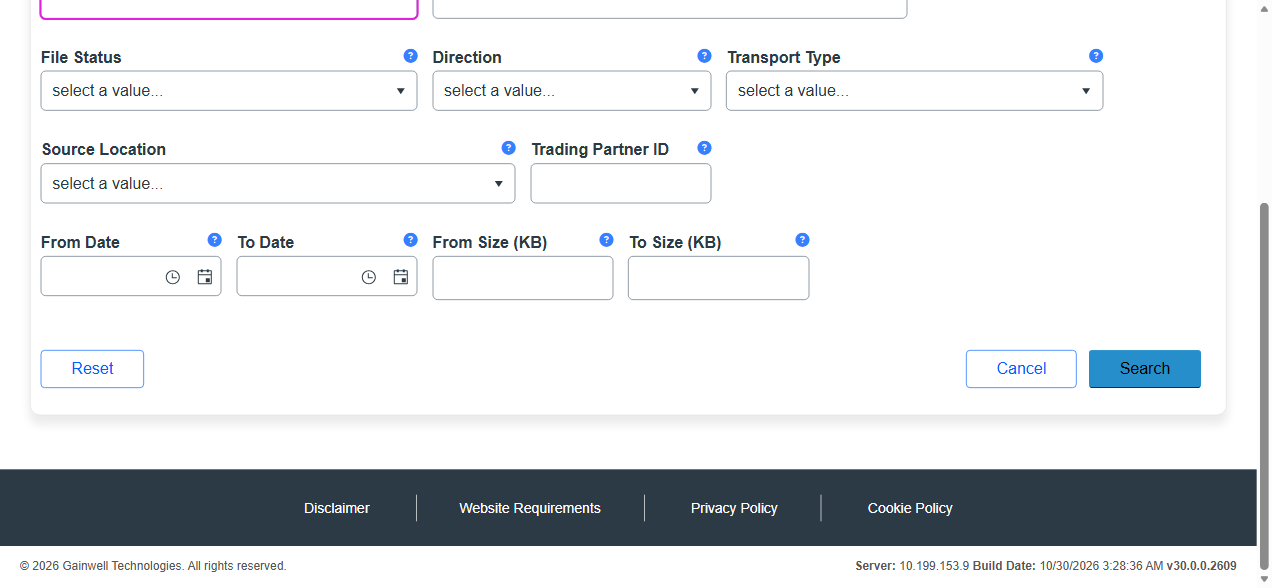 File Status ? Direction ? Transport Type ?
select a value... select a value... select a value...
Source Location ? Trading Partner ID ?
select a value...
From Date ? To Date ? From Size (KB) ? To Size (KB) ?
Reset Cancel Search
Disclaimer Website Requirements Privacy Policy Cookie Policy
© 2026 Gainwell Technologies. All rights reserved. Server: 10.199.153.9 Build Date: 10/30/2026 3:28:36 AM v30.0.0.2609